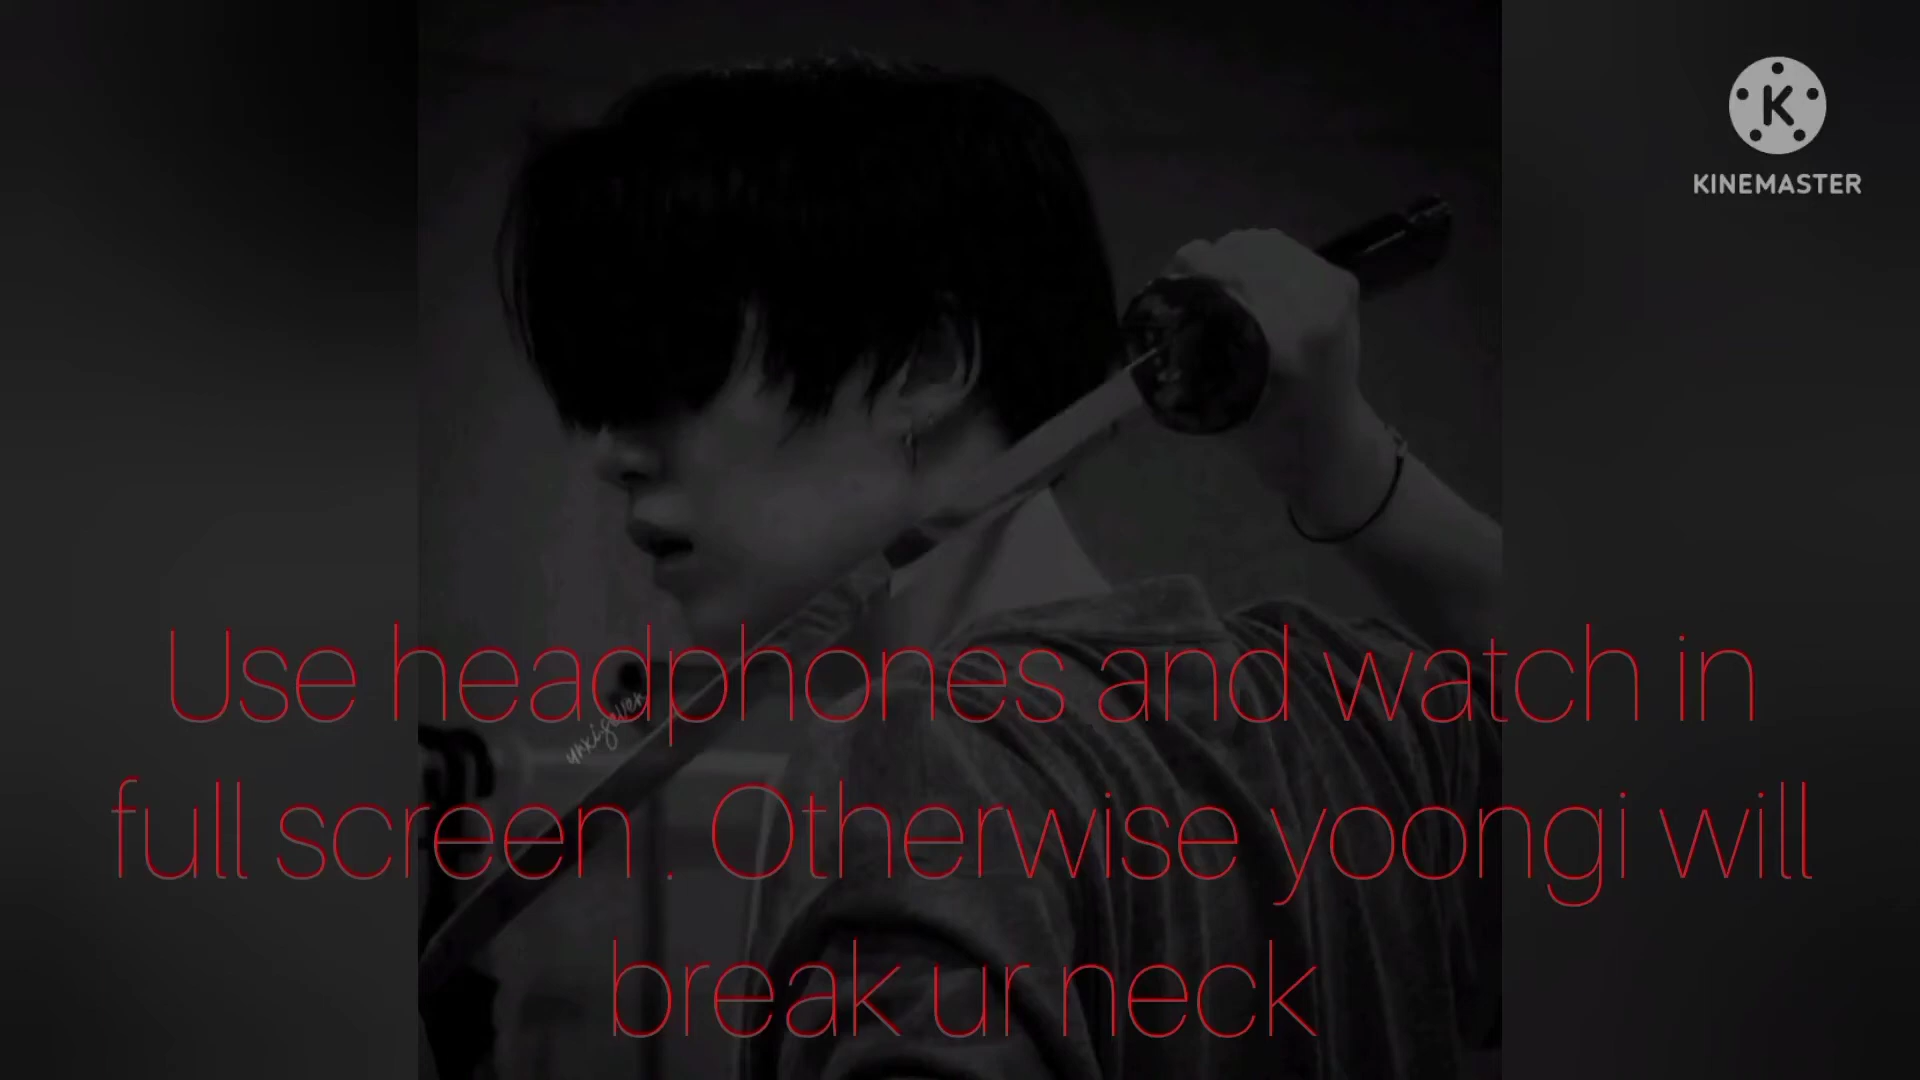 KINEMASTER
Use headphones and watch in
full screen . Otherwise yoongi will
break ur neck